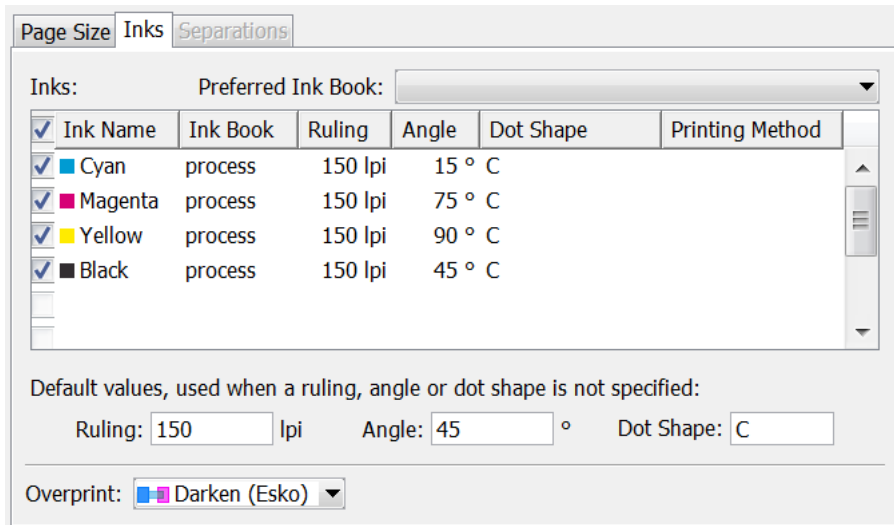 Page Size Inks Separations
Inks: Preferred Ink Book:
Ink Name Ink Book Ruling Angle Dot Shape Printing Method
Cyan process 150 lpi 15 ° C
Magenta process 150 lpi 75 ° C
Yellow process 150 lpi 90 ° C
Black process 150 lpi 45 ° C
Default values, used when a ruling, angle or dot shape is not specified:
Ruling: 150 lpi Angle: 45 ° Dot Shape: C
Overprint: Darken (Esko)